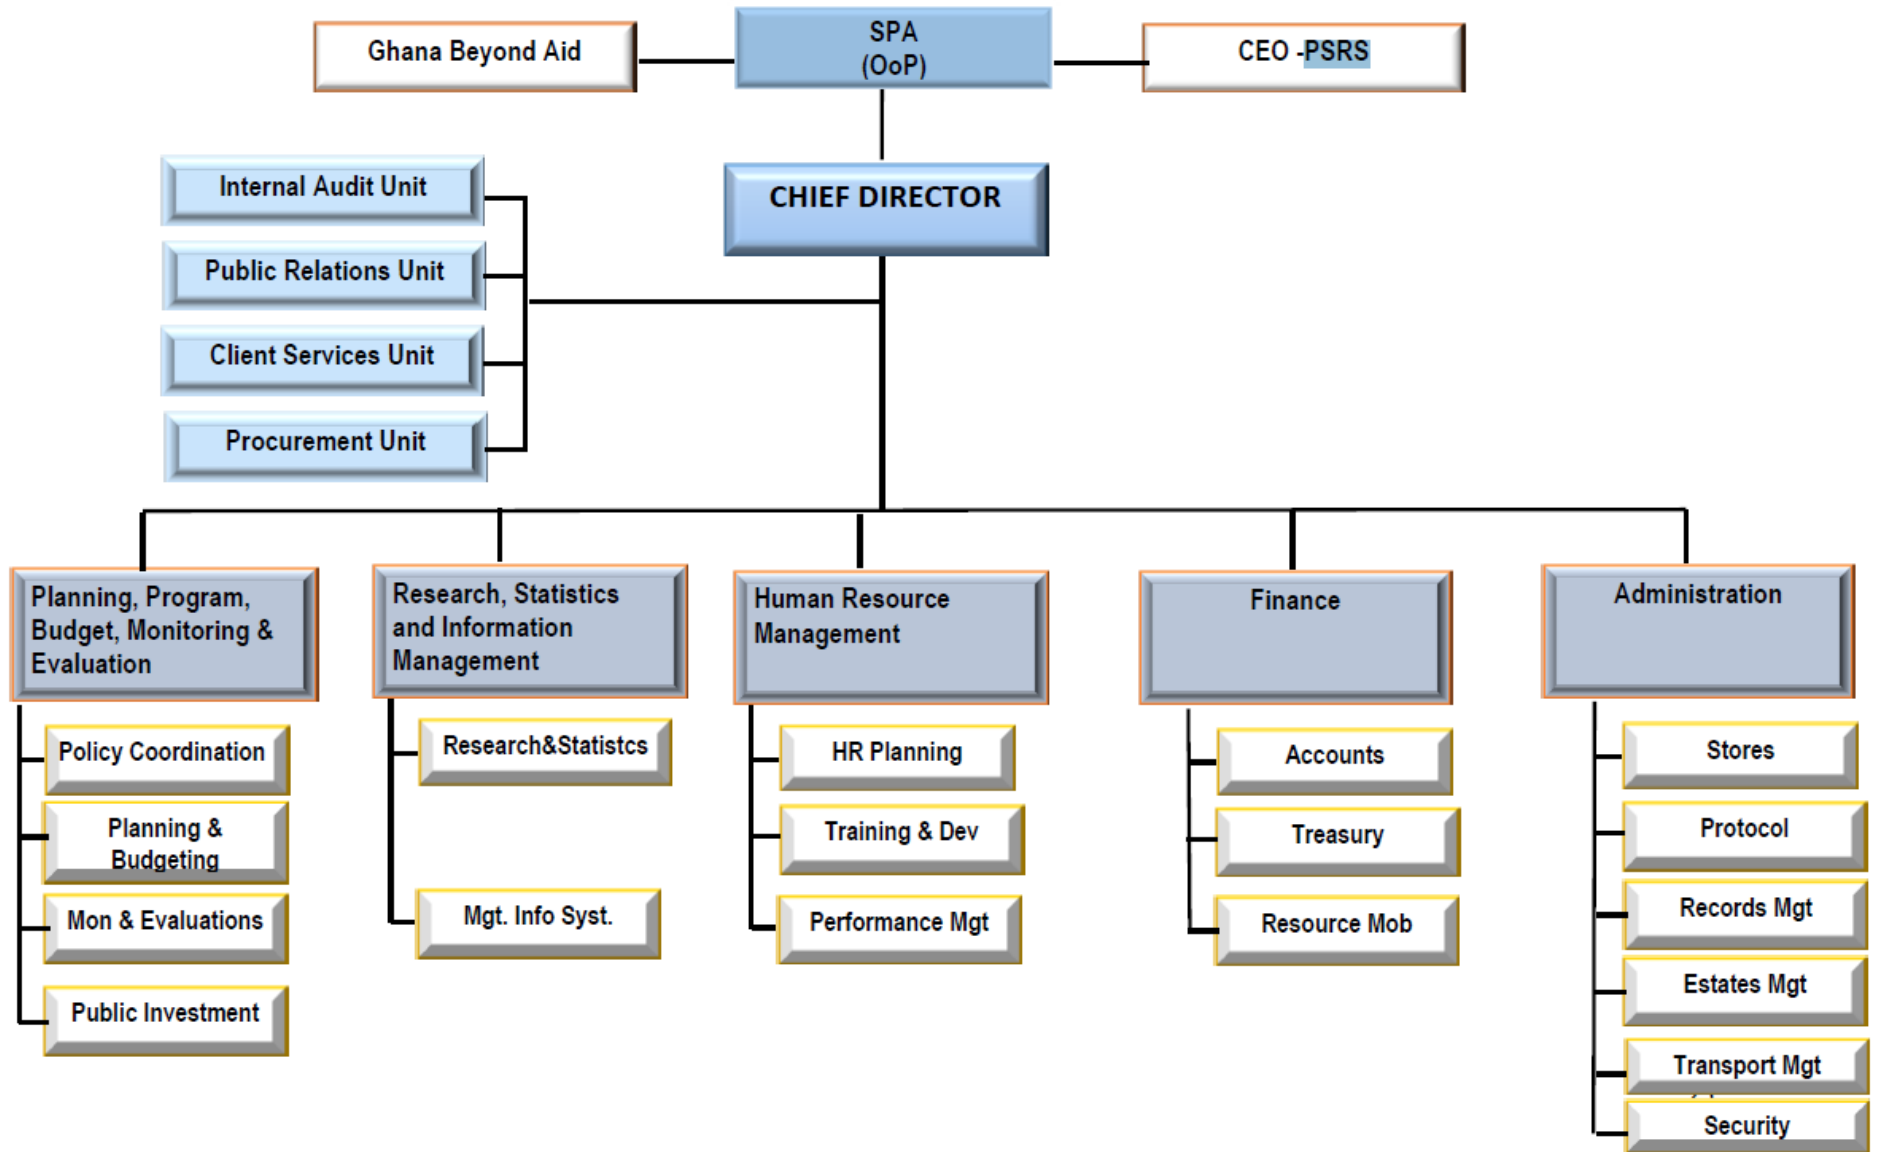 Ghana Beyond Aid
SPA
(OoP)
CEO -PSRS
CHIEF DIRECTOR
Internal Audit Unit
Public Relations Unit
Client Services Unit
Procurement Unit
Planning, Program,
Budget, Monitoring &
Evaluation
Policy Coordination
Planning &
Budgeting
Mon & Evaluations
Public Investment
Research, Statistics
and Information
Management
Research&Statistcs
Mgt. Info Syst.
Human Resource
Management
HR Planning
Training & Dev
Performance Mgt
Finance
Accounts
Treasury
Resource Mob
Administration
Stores
Protocol
Records Mgt
Estates Mgt
Transport Mgt
Security